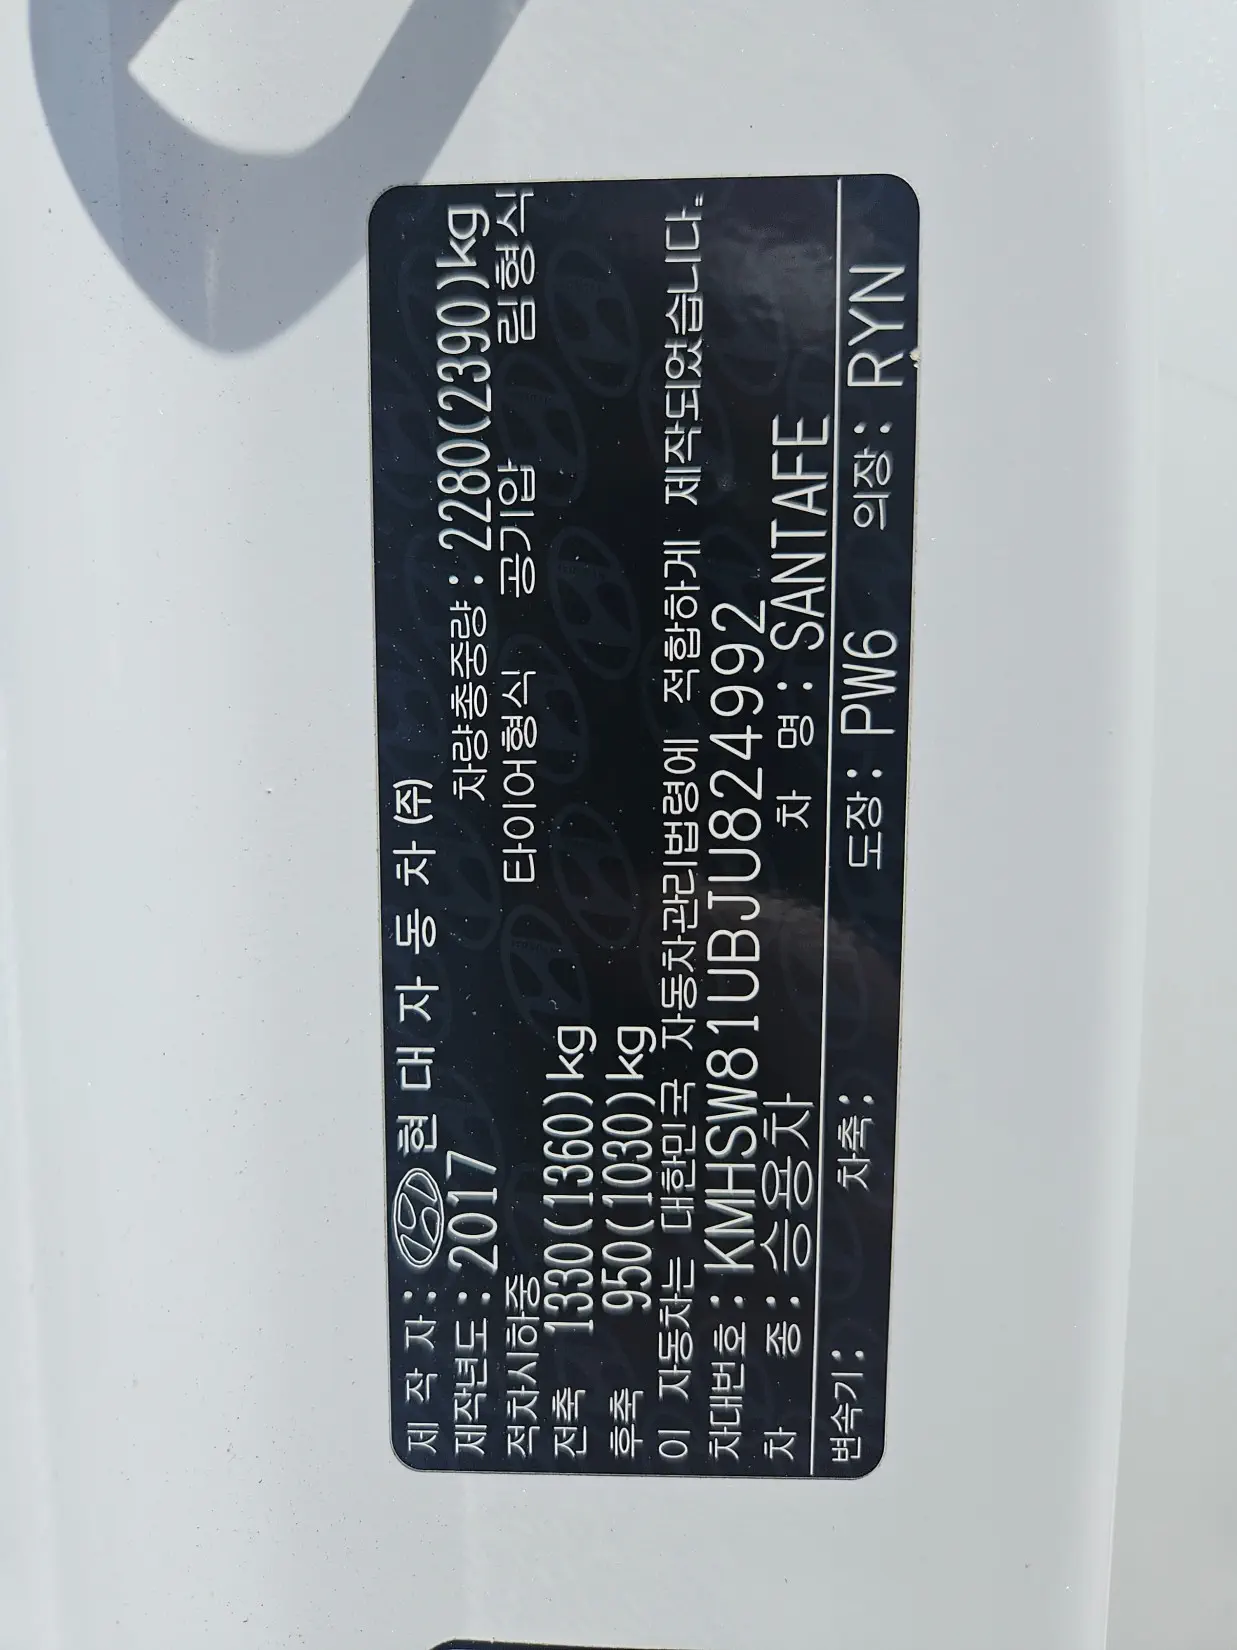 제 작 자 : HYUNDAI 현 대 자 동 차 (주)
제작년도 : 2017 차량총중량 : 2280(2390)kg
적차시하중 타이어형식 공기압 림형식
전축 1330(1360)kg
후축 950(1030)kg
이 자동차는 대한민국 자동차관리법령에 적합하게 제작되었습니다.
차대번호 : KMHSW81UBJU824992
차 종 : 승용차 차 명 : SANTAFE
변속기 : 차축 : 도장 : PW6 의장 : RYN